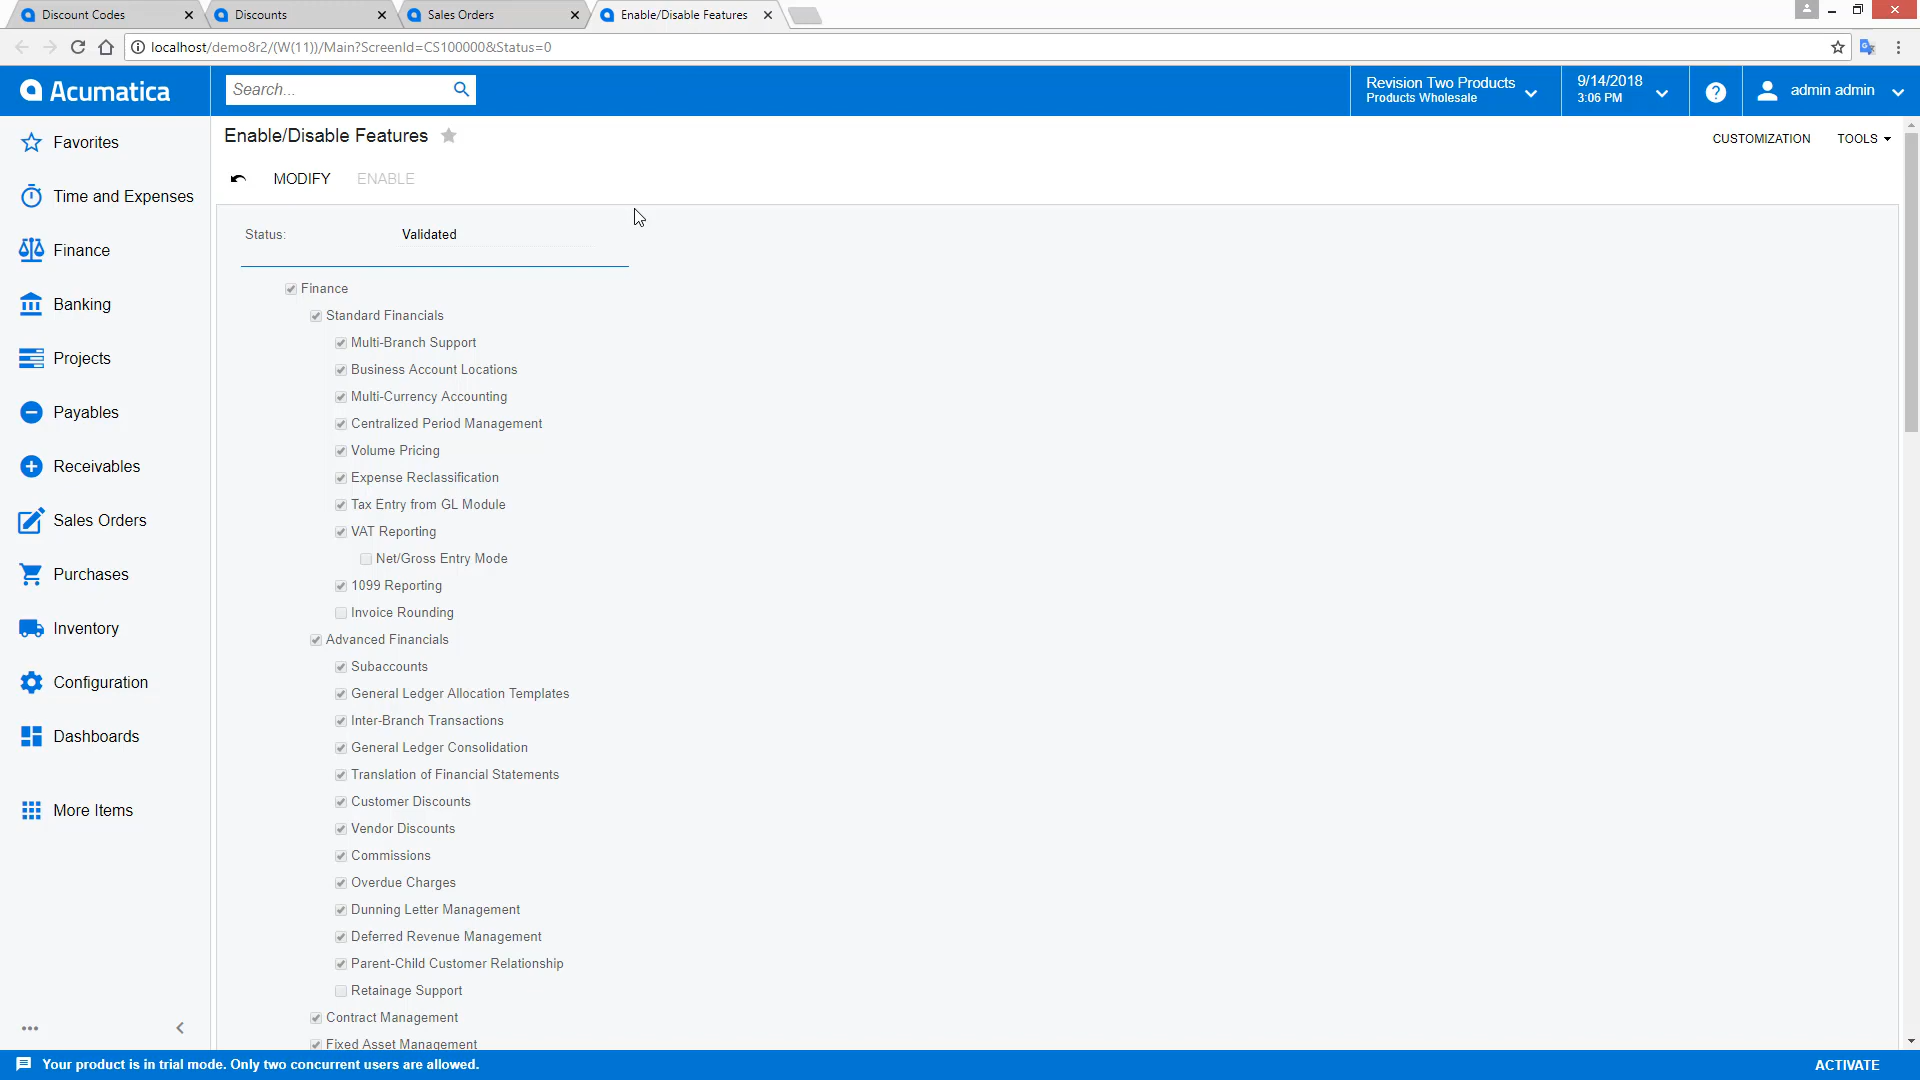 Discount Codes
Discounts
Sales Orders
Enable/Disable Features
localhost/demo8r2/(W(11))/Main?ScreenId=CS100000&Status=0
Acumatica
Search...
Revision Two Products
Products Wholesale
9/14/2018
3:06 PM
admin admin
Favorites
Time and Expenses
Finance
Banking
Projects
Payables
Receivables
Sales Orders
Purchases
Inventory
Configuration
Dashboards
More Items
Enable/Disable Features
CUSTOMIZATION
TOOLS
MODIFY
ENABLE
Status:
Validated
Finance
Standard Financials
Multi-Branch Support
Business Account Locations
Multi-Currency Accounting
Centralized Period Management
Volume Pricing
Expense Reclassification
Tax Entry from GL Module
VAT Reporting
Net/Gross Entry Mode
1099 Reporting
Invoice Rounding
Advanced Financials
Subaccounts
General Ledger Allocation Templates
Inter-Branch Transactions
General Ledger Consolidation
Translation of Financial Statements
Customer Discounts
Vendor Discounts
Commissions
Overdue Charges
Dunning Letter Management
Deferred Revenue Management
Parent-Child Customer Relationship
Retainage Support
Contract Management
Fixed Asset Management
Your product is in trial mode. Only two concurrent users are allowed.
ACTIVATE